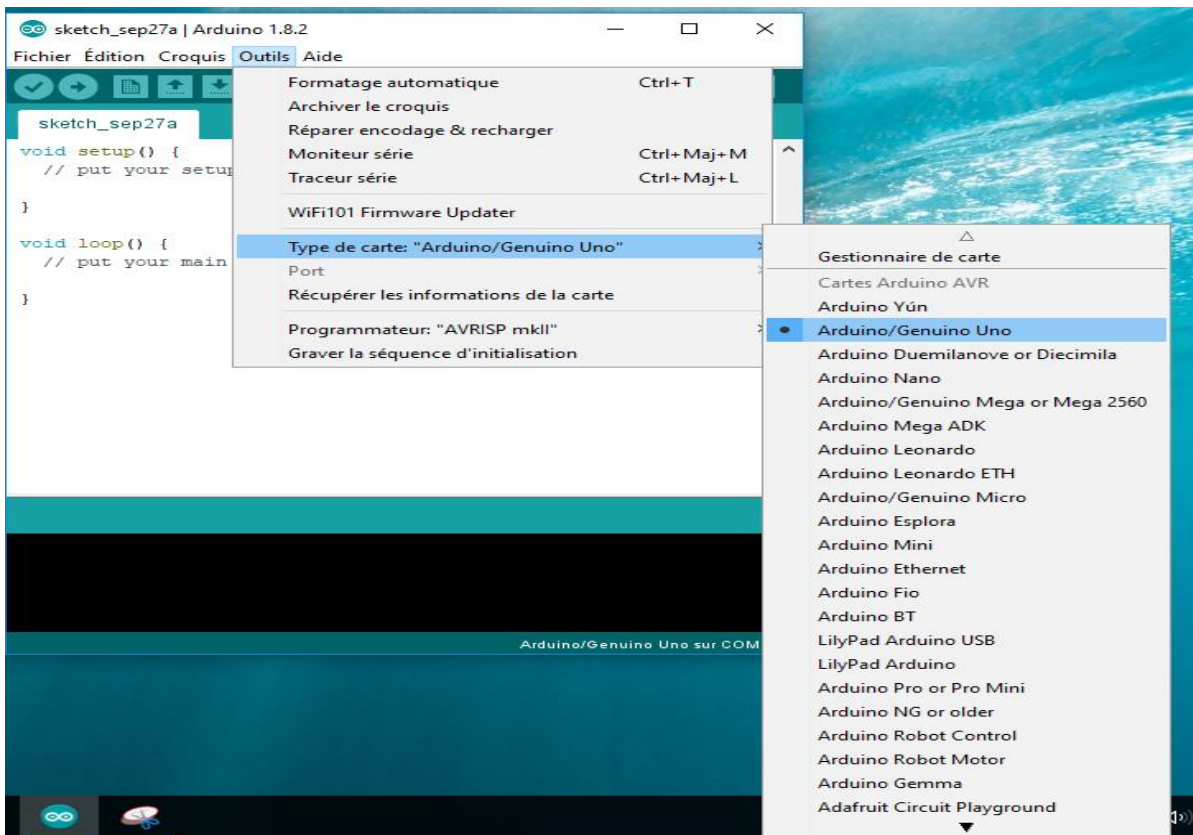 sketch_sep27a | Arduino 1.8.2
Fichier Édition Croquis Outils Aide
sketch_sep27a
void setup() {
// put your setup
}
void loop() {
// put your main
}
Formatage automatique Ctrl+T
Archiver le croquis
Réparer encodage & recharger
Moniteur série Ctrl+Maj+M
Traceur série Ctrl+Maj+L
WiFi101 Firmware Updater
Type de carte: "Arduino/Genuino Uno"
Port
Récupérer les informations de la carte
Programmateur: "AVRISP mkII"
Graver la séquence d'initialisation
Gestionnaire de carte
Cartes Arduino AVR
Arduino Yún
Arduino/Genuino Uno
Arduino Duemilanove or Diecimila
Arduino Nano
Arduino/Genuino Mega or Mega 2560
Arduino Mega ADK
Arduino Leonardo
Arduino Leonardo ETH
Arduino/Genuino Micro
Arduino Esplora
Arduino Mini
Arduino Ethernet
Arduino Fio
Arduino BT
LilyPad Arduino USB
LilyPad Arduino
Arduino Pro or Pro Mini
Arduino NG or older
Arduino Robot Control
Arduino Robot Motor
Arduino Gemma
Adafruit Circuit Playground
Arduino/Genuino Uno sur COM